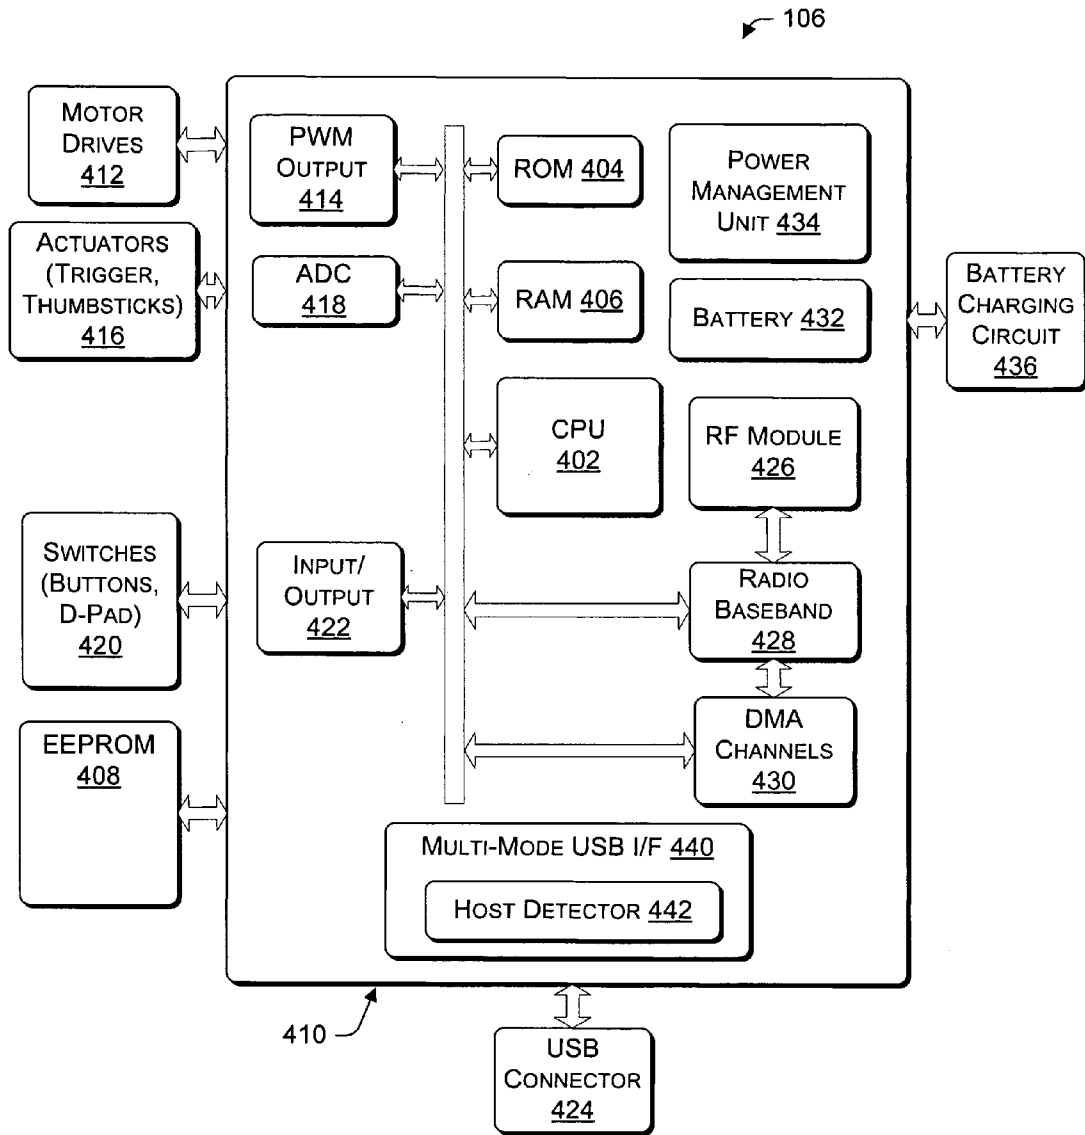 106
MOTOR
DRIVES
412
PWM
OUTPUT
414
ROM 404
POWER
MANAGEMENT
UNIT 434
ACTUATORS
(TRIGGER,
THUMBSTICKS)
416
ADC
418
RAM 406
BATTERY 432
BATTERY
CHARGING
CIRCUIT
436
CPU
402
RF MODULE
426
SWITCHES
(BUTTONS,
D-PAD)
420
INPUT/
OUTPUT
422
RADIO
BASEBAND
428
EEPROM
408
DMA
CHANNELS
430
MULTI-MODE USB I/F 440
HOST DETECTOR 442
410
USB
CONNECTOR
424